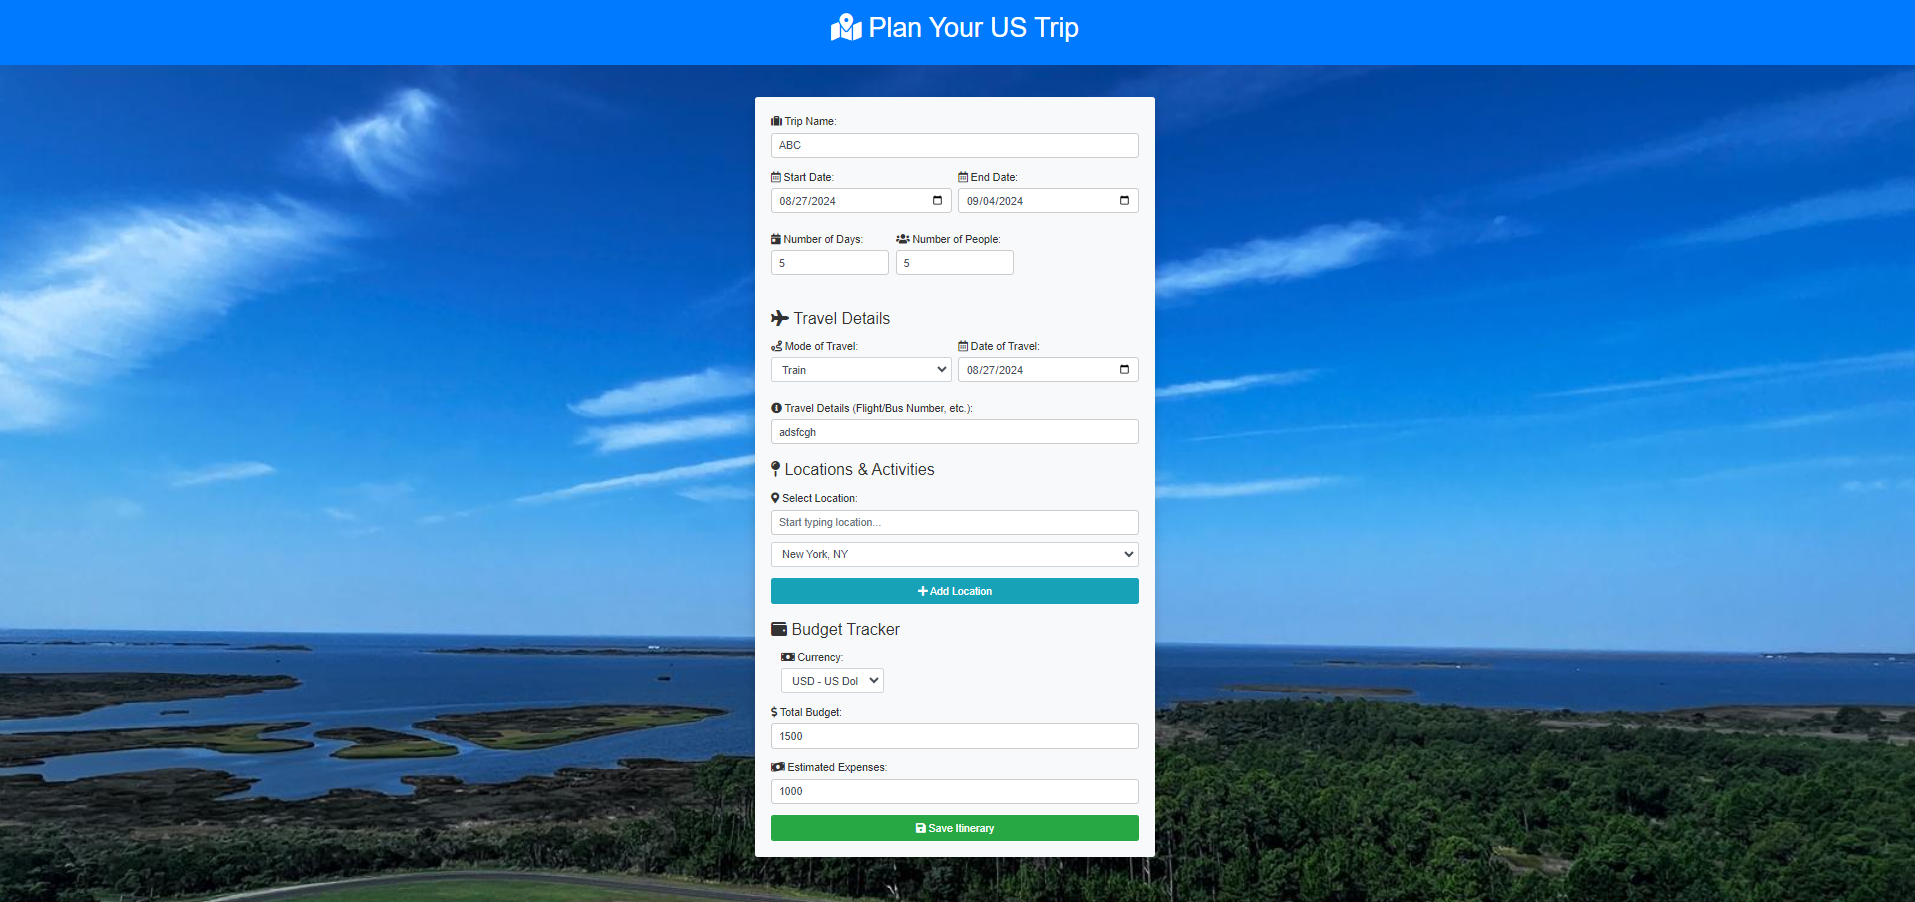 Plan Your US Trip
Trip Name:
ABC
Start Date: End Date:
08/27/2024 09/04/2024
Number of Days: Number of People:
5 5
Travel Details
Mode of Travel: Date of Travel:
Train 08/27/2024
Travel Details (Flight/Bus Number, etc.):
adsfcgh
Locations & Activities
Select Location:
Start typing location...
New York, NY
Add Location
Budget Tracker
Currency:
USD - US Dol
$ Total Budget:
1500
Estimated Expenses:
1000
Save Itinerary